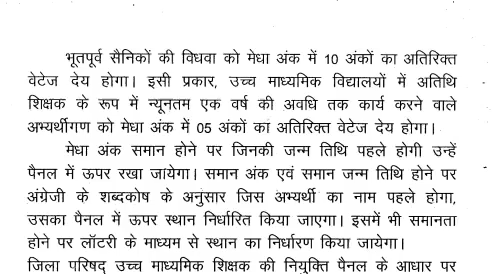 भूतपूर्व सैनिकों की विधवा को मेधा अंक में 10 अंकों का अतिरिक्त
वेटेज देय होगा। इसी प्रकार, उच्च माध्यमिक विद्यालयों में अतिथि
शिक्षक के रूप में न्यूनतम एक वर्ष की अवधि तक कार्य करने वाले
अभ्यर्थीगण को मेधा अंक में 05 अंकों का अतिरिक्त वेटेज देय होगा।
मेधा अंक समान होने पर जिनकी जन्म तिथि पहले होगी उन्हें
पैनल में ऊपर रखा जायेगा। समान अंक एवं समान जन्म तिथि होने पर
अंग्रेजी के शब्दकोष के अनुसार जिस अभ्यर्थी का नाम पहले होगा,
उसका पैनल में ऊपर स्थान निर्धारित किया जाएगा। इसमें भी समानता
होने पर लॉटरी के माध्यम से स्थान का निर्धारण किया जायेगा।
जिला परिषद् उच्च माध्यमिक शिक्षक की नियुक्ति पैनल के आधार पर